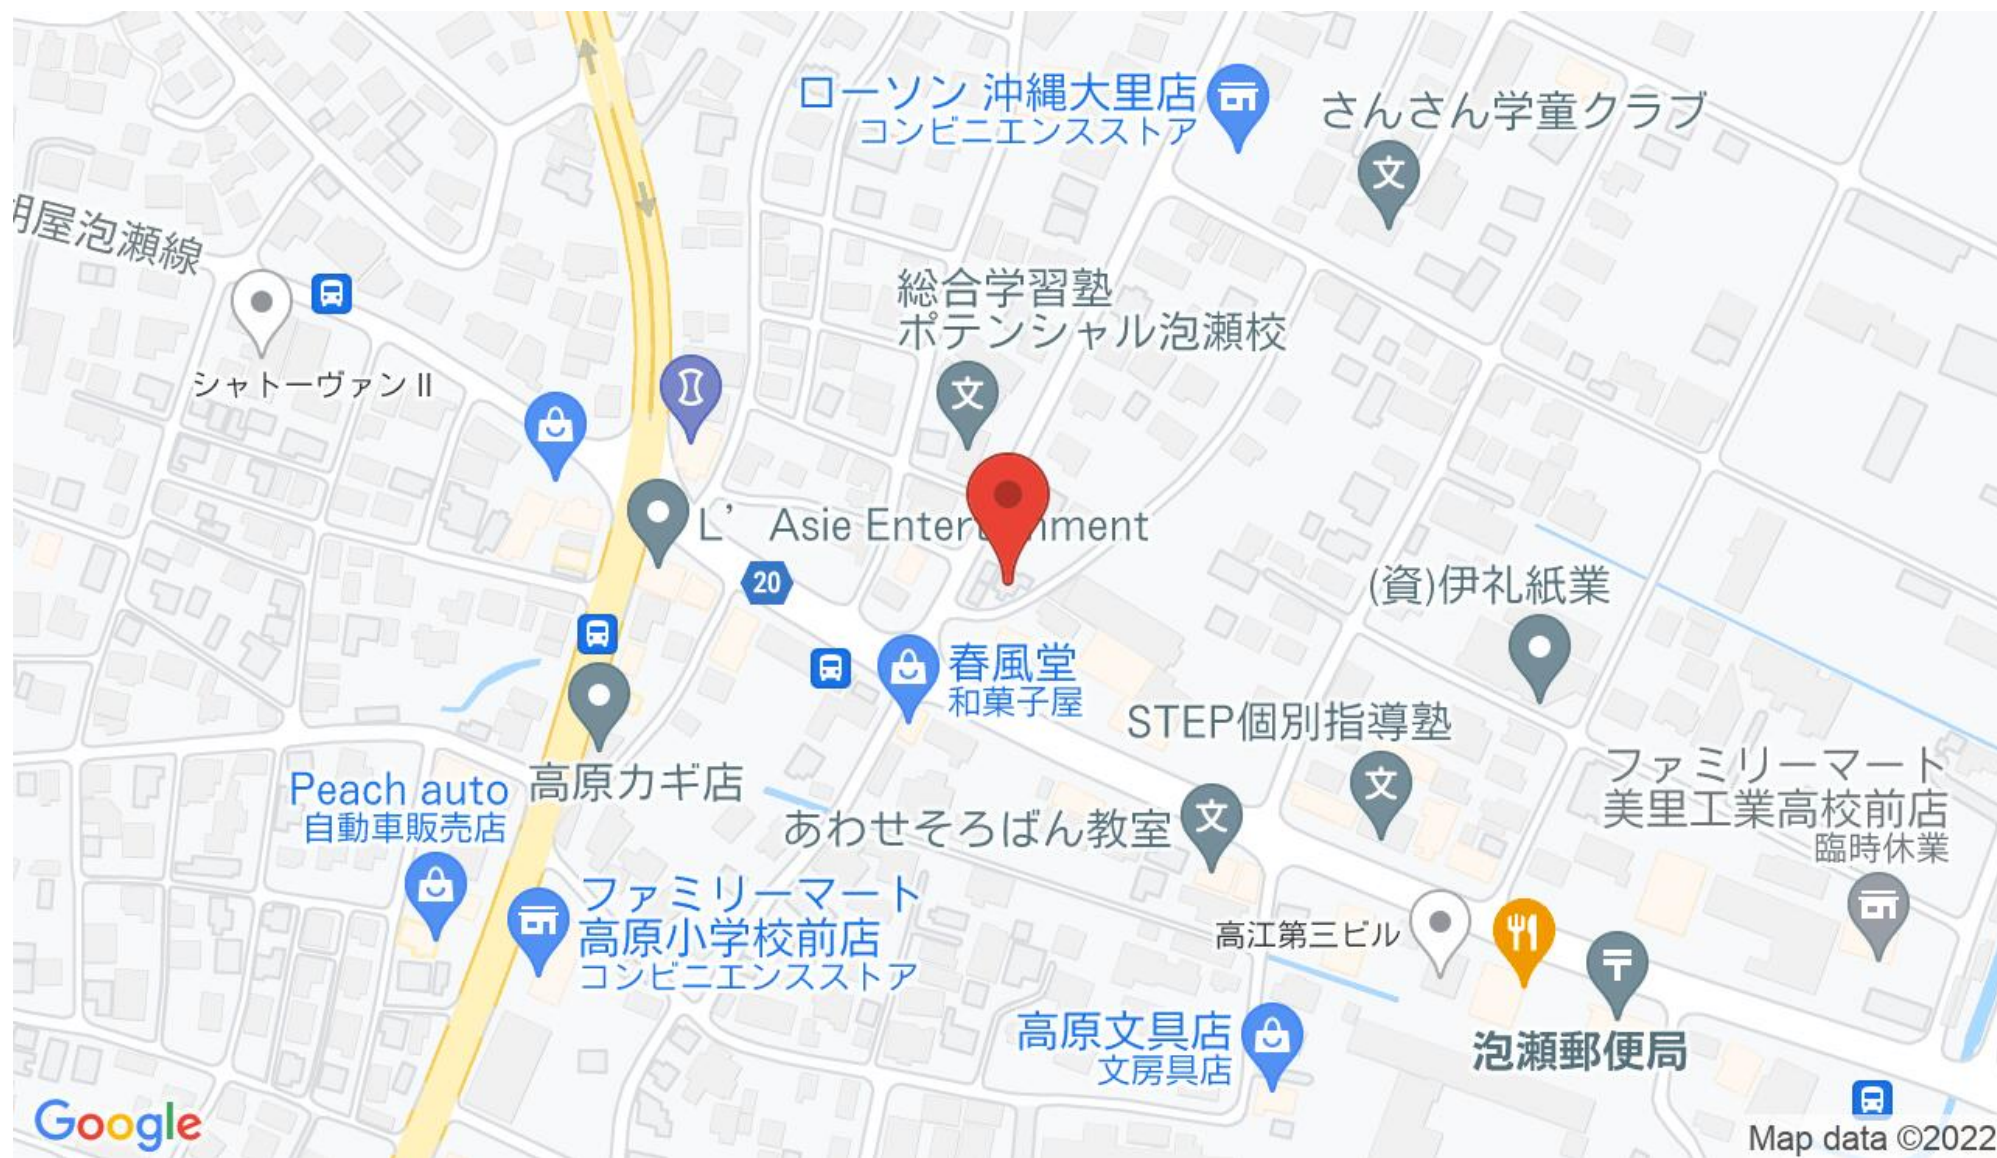 ローソン 沖縄大里店
コンビニエンスストア
さんさん学童クラブ
文
屋泡瀬線
総合学習塾
ポテンシャル泡瀬校
シャトーヴァン II
文
L’ Asie Entertainment
20
(資)伊礼紙業
春風堂
和菓子屋
STEP個別指導塾
文
ファミリーマート
美里工業高校前店
臨時休業
Peach auto
自動車販売店
高原カギ店
あわせそろばん教室
文
ファミリーマート
高原小学校前店
コンビニエンスストア
高江第三ビル
〒
泡瀬郵便局
高原文具店
文房具店
Google
Map data ©2022